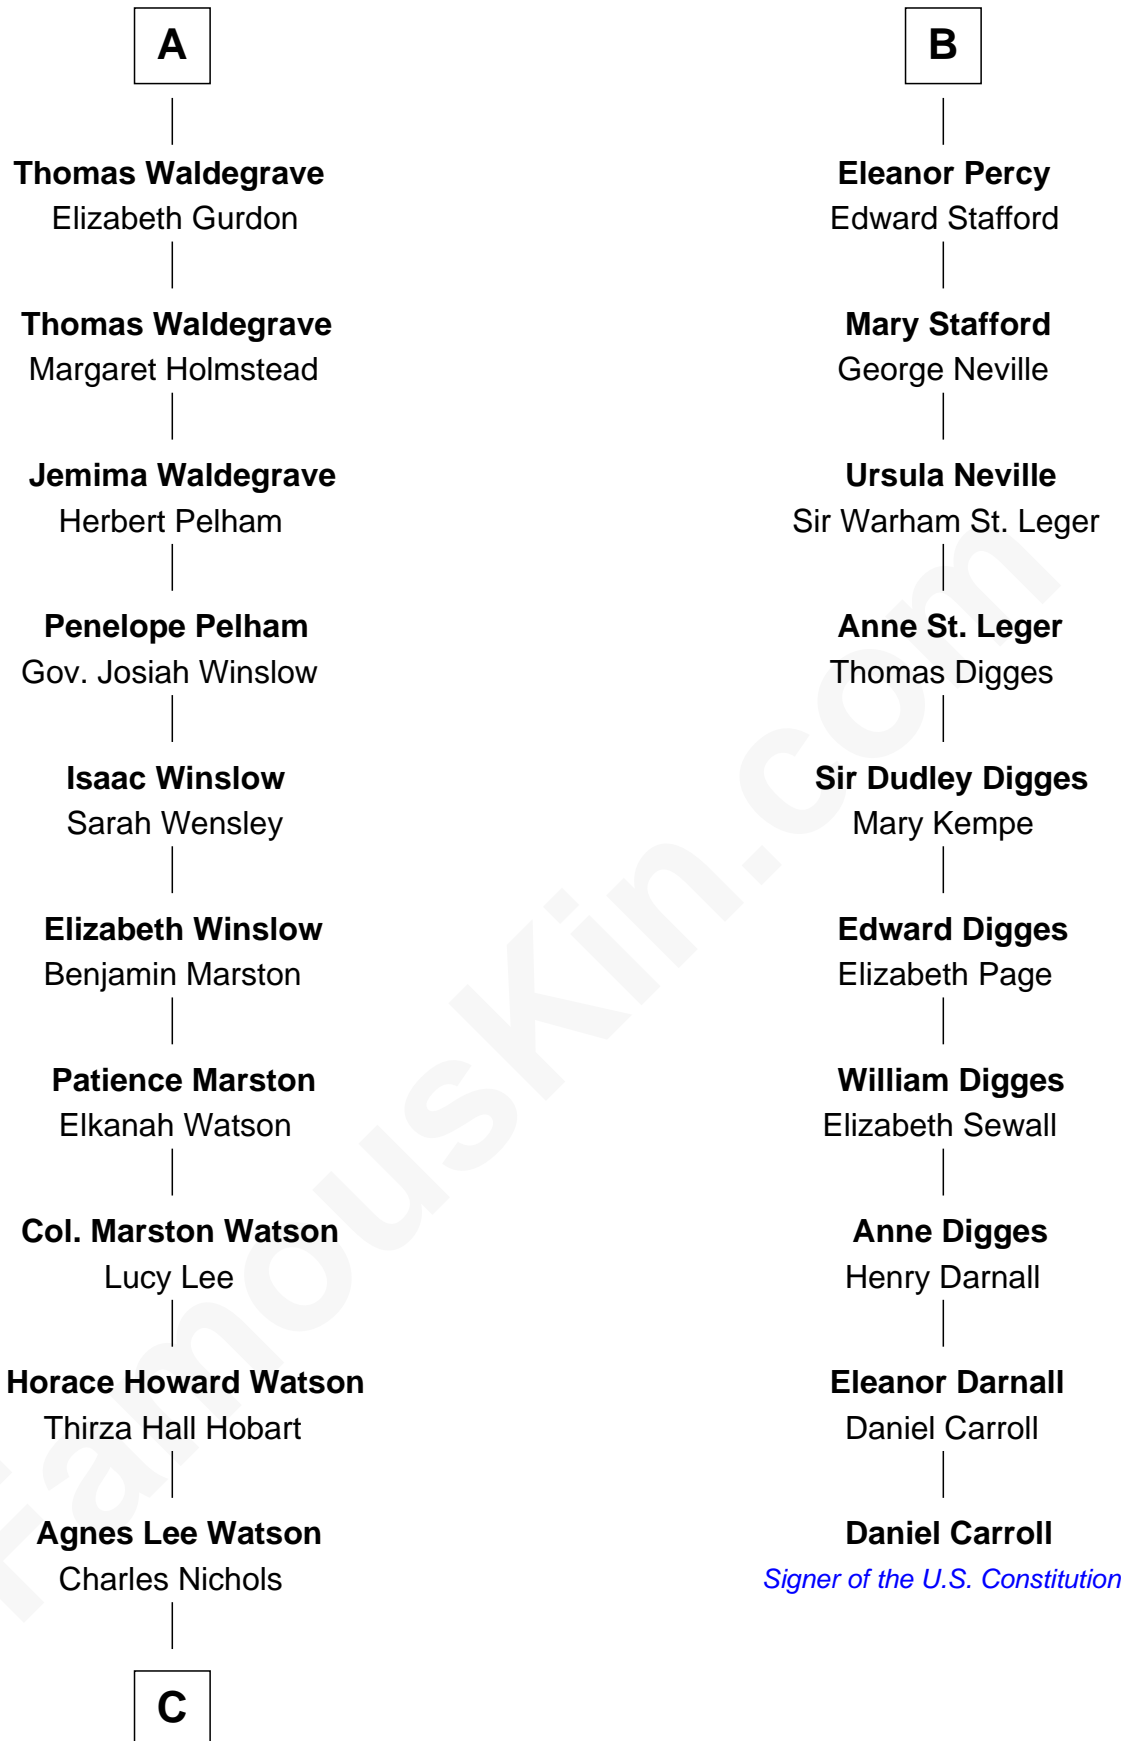 A
Thomas Waldegrave
Elizabeth Gurdon
Thomas Waldegrave
Margaret Holmstead
Jemima Waldegrave
Herbert Pelham
Penelope Pelham
Gov. Josiah Winslow
Isaac Winslow
Sarah Wensley
Elizabeth Winslow
Benjamin Marston
Patience Marston
Elkanah Watson
Col. Marston Watson
Lucy Lee
Horace Howard Watson
Thirza Hall Hobart
Agnes Lee Watson
Charles Nichols
C
B
Eleanor Percy
Edward Stafford
Mary Stafford
George Neville
Ursula Neville
Sir Warham St. Leger
Anne St. Leger
Thomas Digges
Sir Dudley Digges
Mary Kempe
Edward Digges
Elizabeth Page
William Digges
Elizabeth Sewall
Anne Digges
Henry Darnall
Eleanor Darnall
Daniel Carroll
Daniel Carroll
Signer of the U.S. Constitution
FamousKin.com